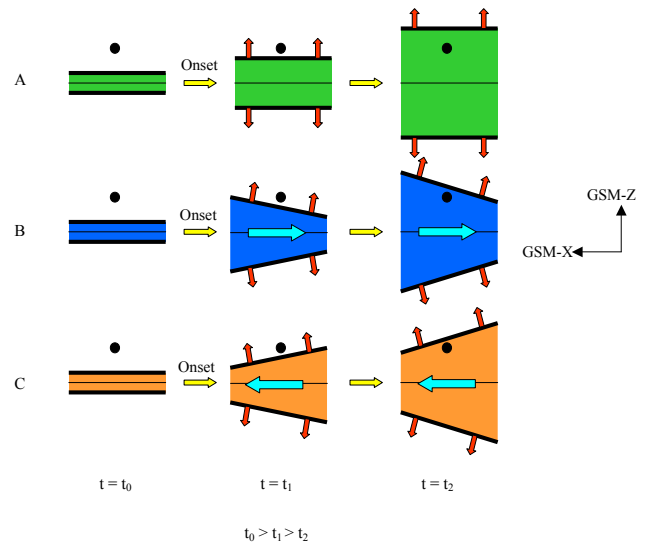 A
Onset
B
Onset
GSM-Z
GSM-X
C
Onset
t = t₀
t = t₁
t = t₂
t₀ > t₁ > t₂